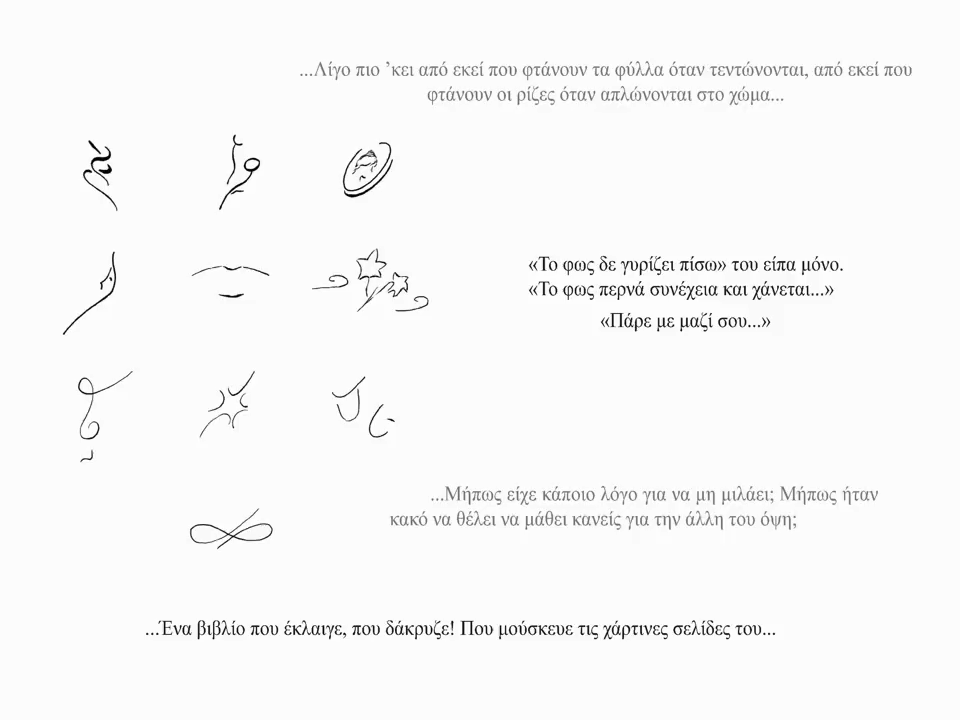 ...Λίγο πιο ’κει από εκεί που φτάνουν τα φύλλα όταν τεντώνονται, από εκεί που
φτάνουν οι ρίζες όταν απλώνονται στο χώμα...
«Το φως δε γυρίζει πίσω» του είπα μόνο.
«Το φως περνά συνέχεια και χάνεται...»
«Πάρε με μαζί σου...»
...Μήπως είχε κάποιο λόγο για να μη μιλάει; Μήπως ήταν
κακό να θέλει να μάθει κανείς για την άλλη του όψη;
...Ένα βιβλίο που έκλαιγε, που δάκρυζε! Που μούσκευε τις χάρτινες σελίδες του...